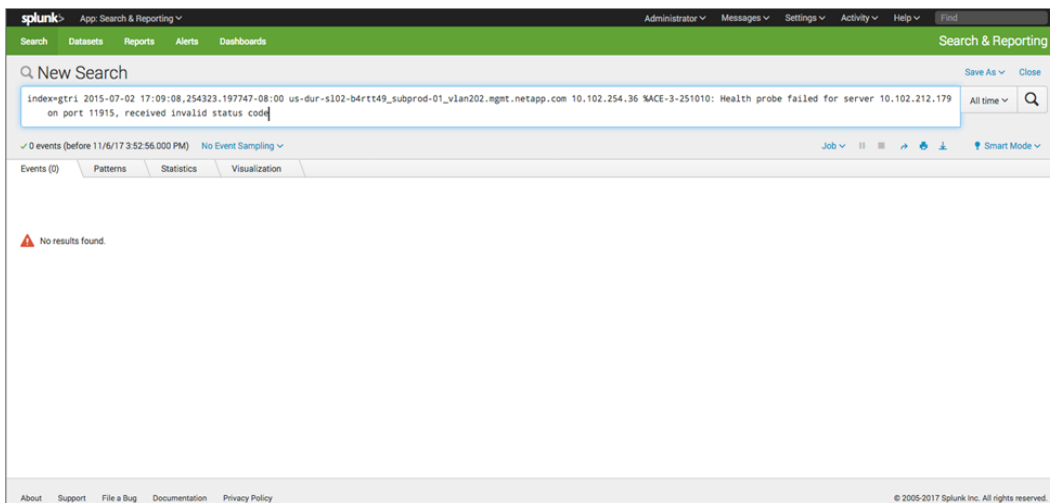 splunk> App: Search & Reporting Administrator Messages Settings Activity Help Find
Search Datasets Reports Alerts Dashboards Search & Reporting
New Search Save As Close
index=gtri 2015-07-02 17:09:08,254323.197747-08:00 us-dur-sl02-b4rtt49_subprod-01_vlan202.mgmt.netapp.com 10.102.254.36 %ACE-3-251010: Health probe failed for server 10.102.212.179
on port 11915, received invalid status code
All time
0 events (before 11/6/17 3:52:56.000 PM) No Event Sampling Job Smart Mode
Events (0) Patterns Statistics Visualization
No results found.
About Support File a Bug Documentation Privacy Policy © 2005-2017 Splunk Inc. All rights reserved.